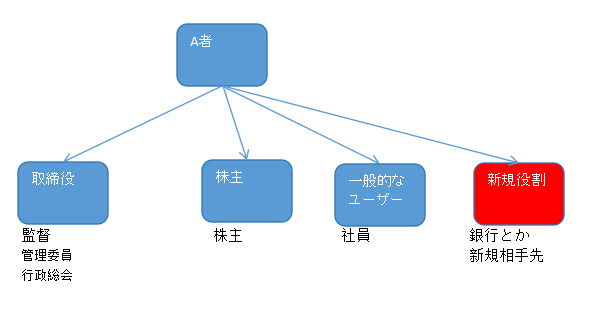 A者
取締役
株主
一般的な
ユーザー
新規役割
監督
管理委員
行政総会
株主
社員
銀行とか
新規相手先